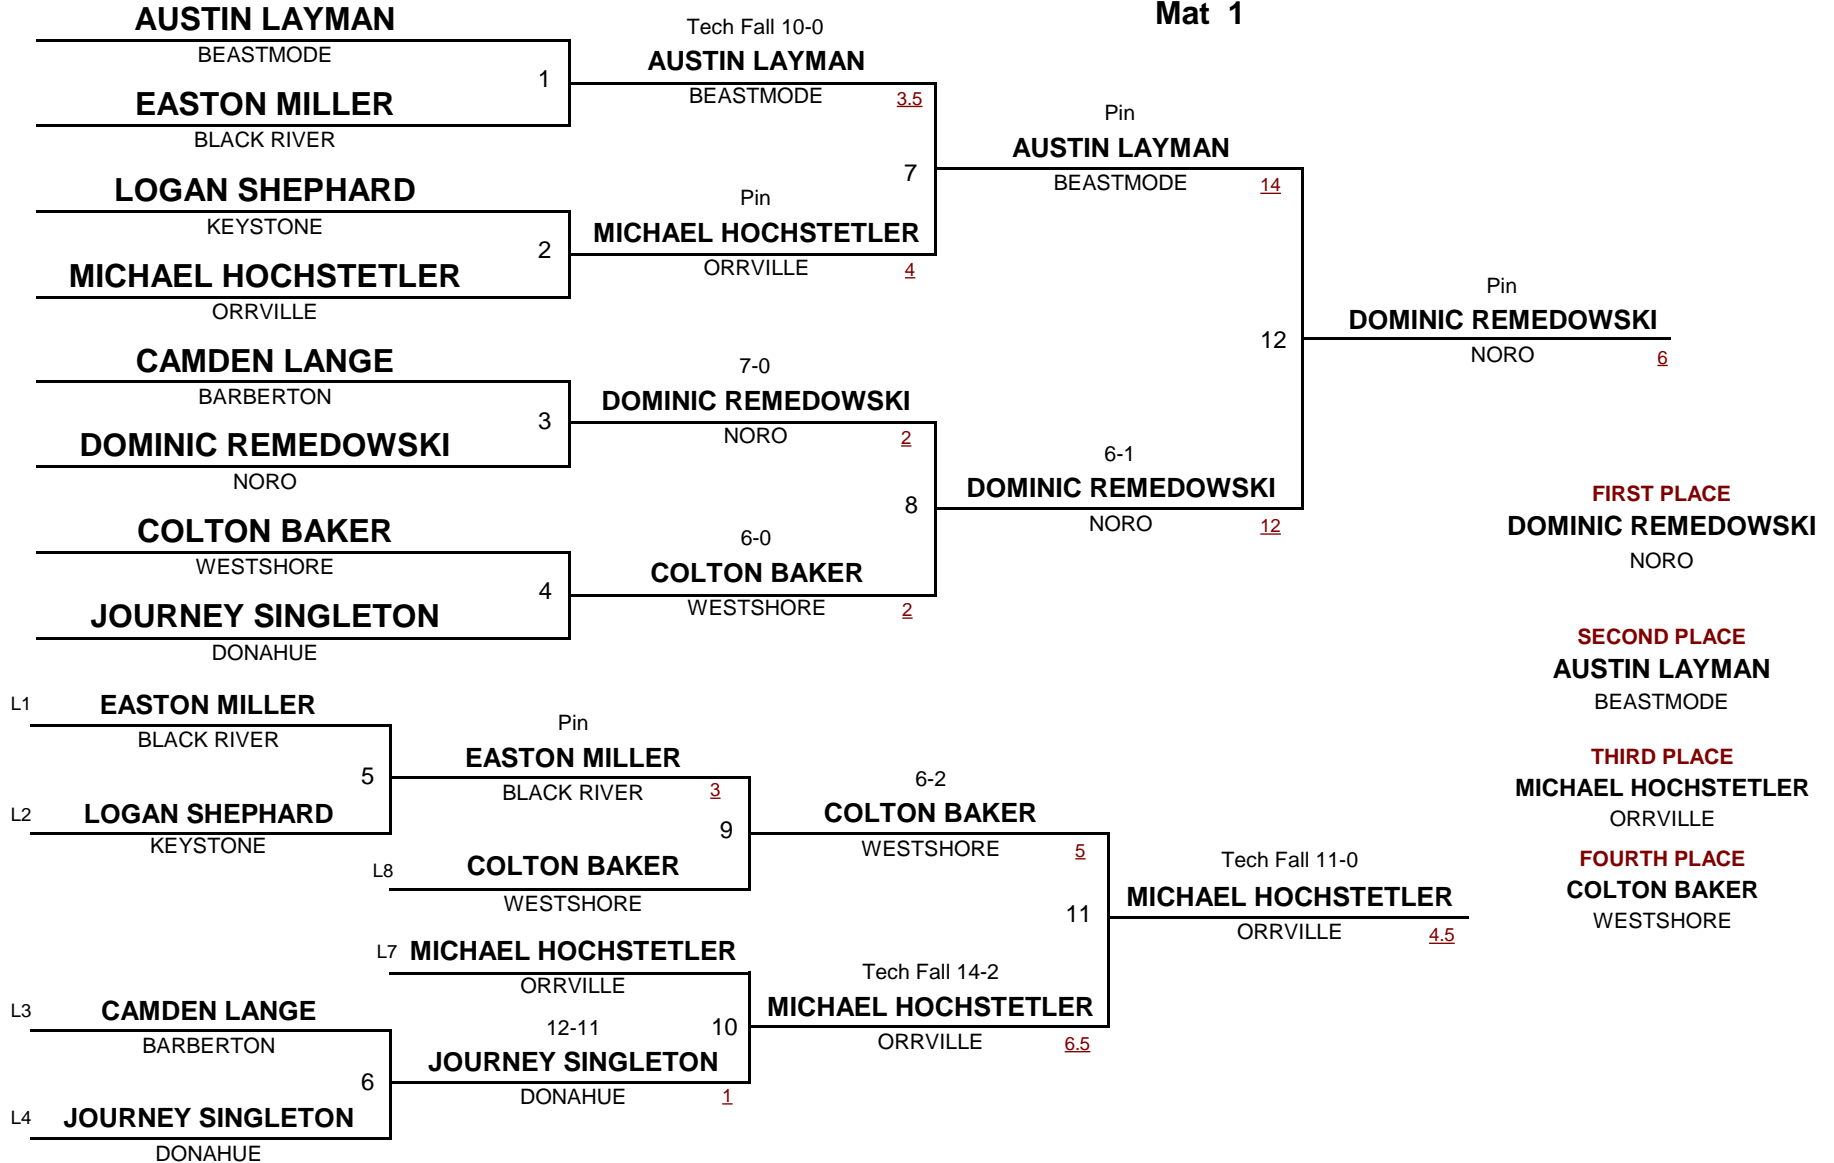 Mat 1
AUSTIN LAYMAN
BEASTMODE
1
EASTON MILLER
BLACK RIVER
LOGAN SHEPHARD
KEYSTONE
2
MICHAEL HOCHSTETLER
ORRVILLE
CAMDEN LANGE
BARBERTON
3
DOMINIC REMEDOWSKI
NORO
COLTON BAKER
WESTSHORE
4
JOURNEY SINGLETON
DONAHUE
Tech Fall 10-0
AUSTIN LAYMAN
BEASTMODE 3.5
7
Pin
MICHAEL HOCHSTETLER
ORRVILLE 4
7-0
DOMINIC REMEDOWSKI
NORO 2
8
6-0
COLTON BAKER
WESTSHORE 2
Pin
AUSTIN LAYMAN
BEASTMODE 14
12
6-1
DOMINIC REMEDOWSKI
NORO 12
Pin
DOMINIC REMEDOWSKI
NORO 6
L1 EASTON MILLER
BLACK RIVER
5
L2 LOGAN SHEPHARD
KEYSTONE
Pin
EASTON MILLER
BLACK RIVER 3
9
L8 COLTON BAKER
WESTSHORE
L7 MICHAEL HOCHSTETLER
ORRVILLE
10
L3 CAMDEN LANGE
BARBERTON
6
L4 JOURNEY SINGLETON
DONAHUE
12-11
JOURNEY SINGLETON
DONAHUE 1
6-2
COLTON BAKER
WESTSHORE 5
11
Tech Fall 14-2
MICHAEL HOCHSTETLER
ORRVILLE 6.5
Tech Fall 11-0
MICHAEL HOCHSTETLER
ORRVILLE 4.5
FIRST PLACE
DOMINIC REMEDOWSKI
NORO
SECOND PLACE
AUSTIN LAYMAN
BEASTMODE
THIRD PLACE
MICHAEL HOCHSTETLER
ORRVILLE
FOURTH PLACE
COLTON BAKER
WESTSHORE